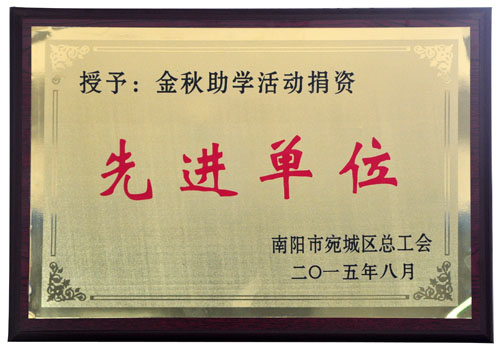 授予：金秋助学活动捐资
先进单位
南阳市宛城区总工会
二〇一五年八月